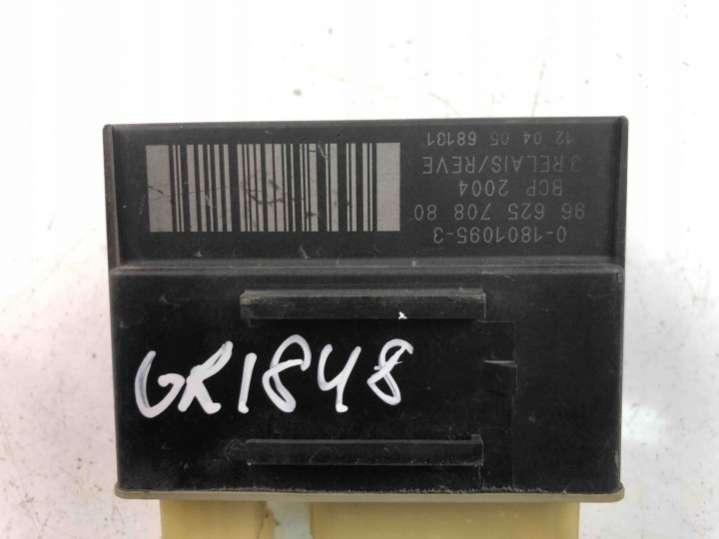 0-1801095-3
96 625 708 80
BCP 2004
3 RELAIS/REVE
12 04 05 68131
GR1848